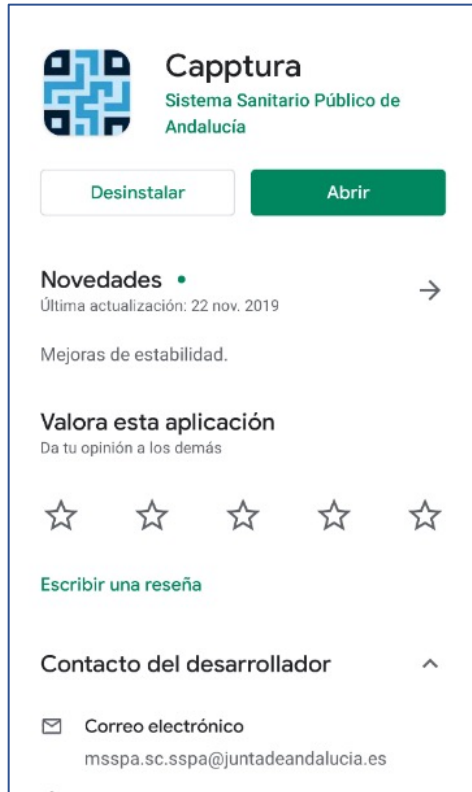 Capptura
Sistema Sanitario Público de
Andalucía
Desinstalar
Abrir
Novedades
Última actualización: 22 nov. 2019
Mejoras de estabilidad.
Valora esta aplicación
Da tu opinión a los demás
Escribir una reseña
Contacto del desarrollador
Correo electrónico
msspa.sc.sspa@juntadeandalucia.es